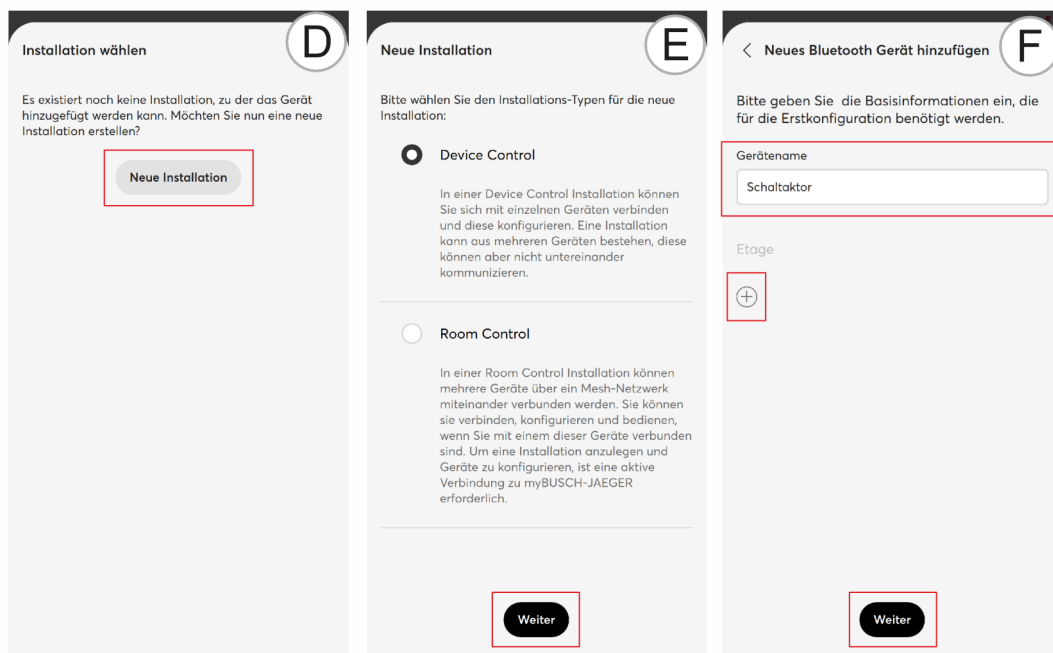 Installation wählen
D
Es existiert noch keine Installation, zu der das Gerät
hinzugefügt werden kann. Möchten Sie nun eine neue
Installation erstellen?
Neue Installation
Neue Installation
E
Bitte wählen Sie den Installations-Typen für die neue
Installation:
Device Control
In einer Device Control Installation können
Sie sich mit einzelnen Geräten verbinden
und diese konfigurieren. Eine Installation
kann aus mehreren Geräten bestehen, diese
können aber nicht untereinander
kommunizieren.
Room Control
In einer Room Control Installation können
mehrere Geräte über ein Mesh-Netzwerk
miteinander verbunden werden. Sie können
sie verbinden, konfigurieren und bedienen,
wenn Sie mit einem dieser Geräte verbunden
sind. Um eine Installation anzulegen und
Geräte zu konfigurieren, ist eine aktive
Verbindung zu myBUSCH-JAEGER
erforderlich.
Weiter
Neues Bluetooth Gerät hinzufügen
F
Bitte geben Sie  die Basisinformationen ein, die
für die Erstkonfiguration benötigt werden.
Gerätename
Schaltaktor
Etage
Weiter